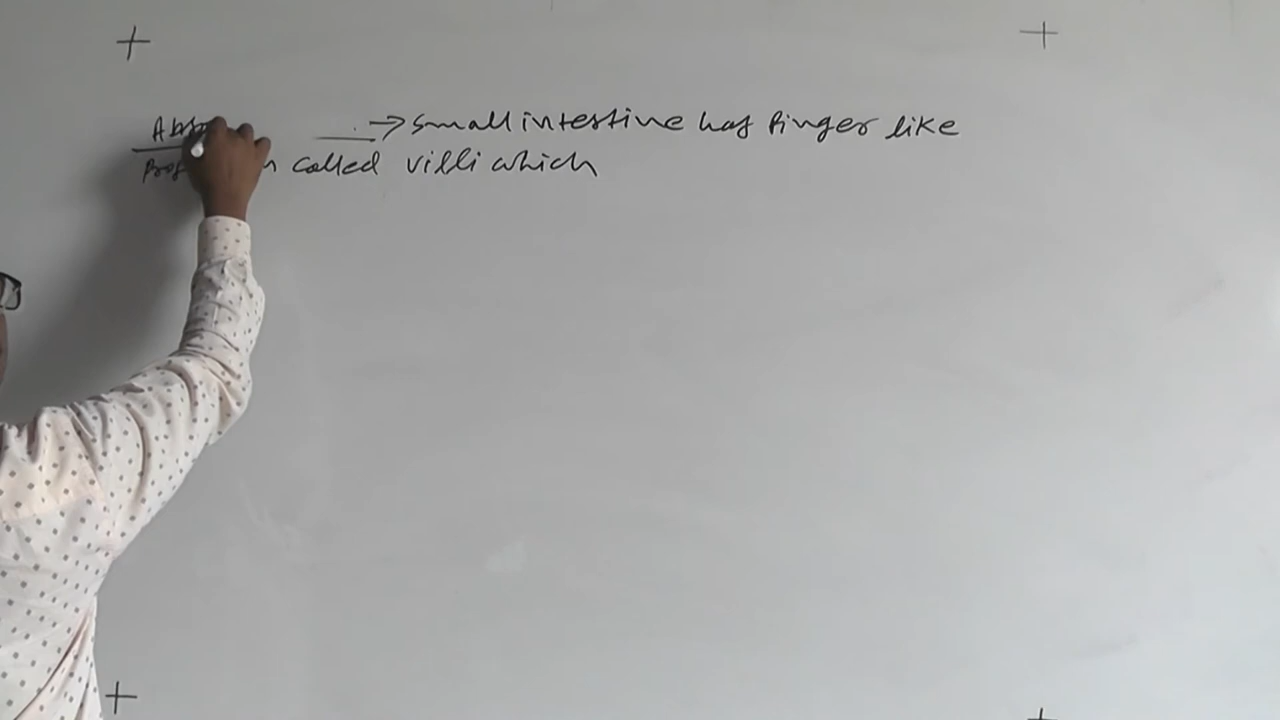 → Small intestine has finger like
called villi which